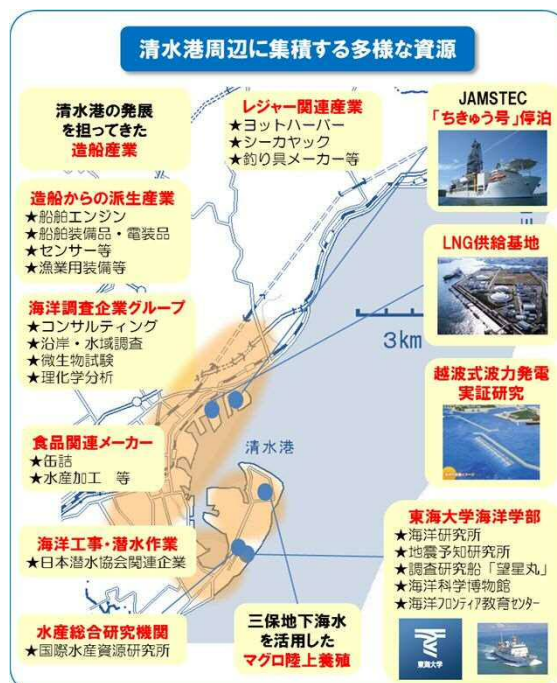 清水港周辺に集積する多様な資源
清水港の発展
を担ってきた
造船産業
レジャー関連産業
★ヨットハーバー
★シーカヤック
★釣り具メーカー等
JAMSTEC
「ちきゅう号」停泊
造船からの派生産業
★船舶エンジン
★船舶装備品・電装品
★センサー等
★漁業用装備等
LNG供給基地
海洋調査企業グループ
★コンサルティング
★沿岸・水域調査
★微生物試験
★理化学分析
3km
越波式波力発電
実証研究
食品関連メーカー
★缶詰
★水産加工 等
清水港
海洋工事・潜水作業
★日本潜水協会関連企業
東海大学海洋学部
★海洋研究所
★地震予知研究所
★調査研究船「望星丸」
★海洋科学博物館
★海洋フロンティア教育センター
水産総合研究機関
★国際水産資源研究所
三保地下海水
を活用した
マグロ陸上養殖
東海大学